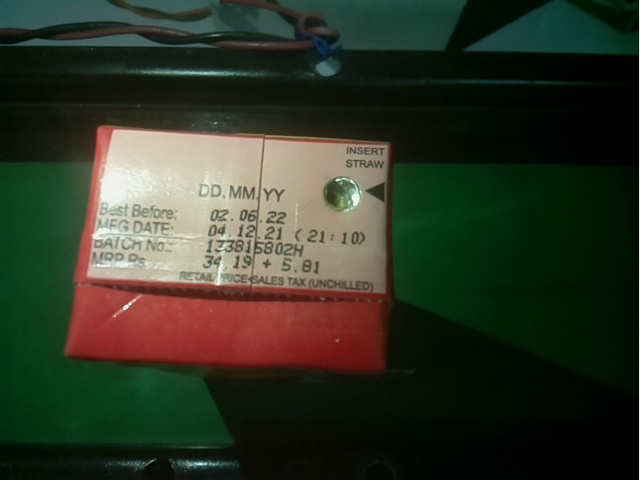 INSERT
STRAW
DD.MM.YY
Best Before: 02.06.22
MFG DATE: 04.12.21 (21:10)
BATCH No.: 133815802H
MRP Rs 34.19 + 5.81
RETAIL PRICE+SALES TAX (UNCHILLED)